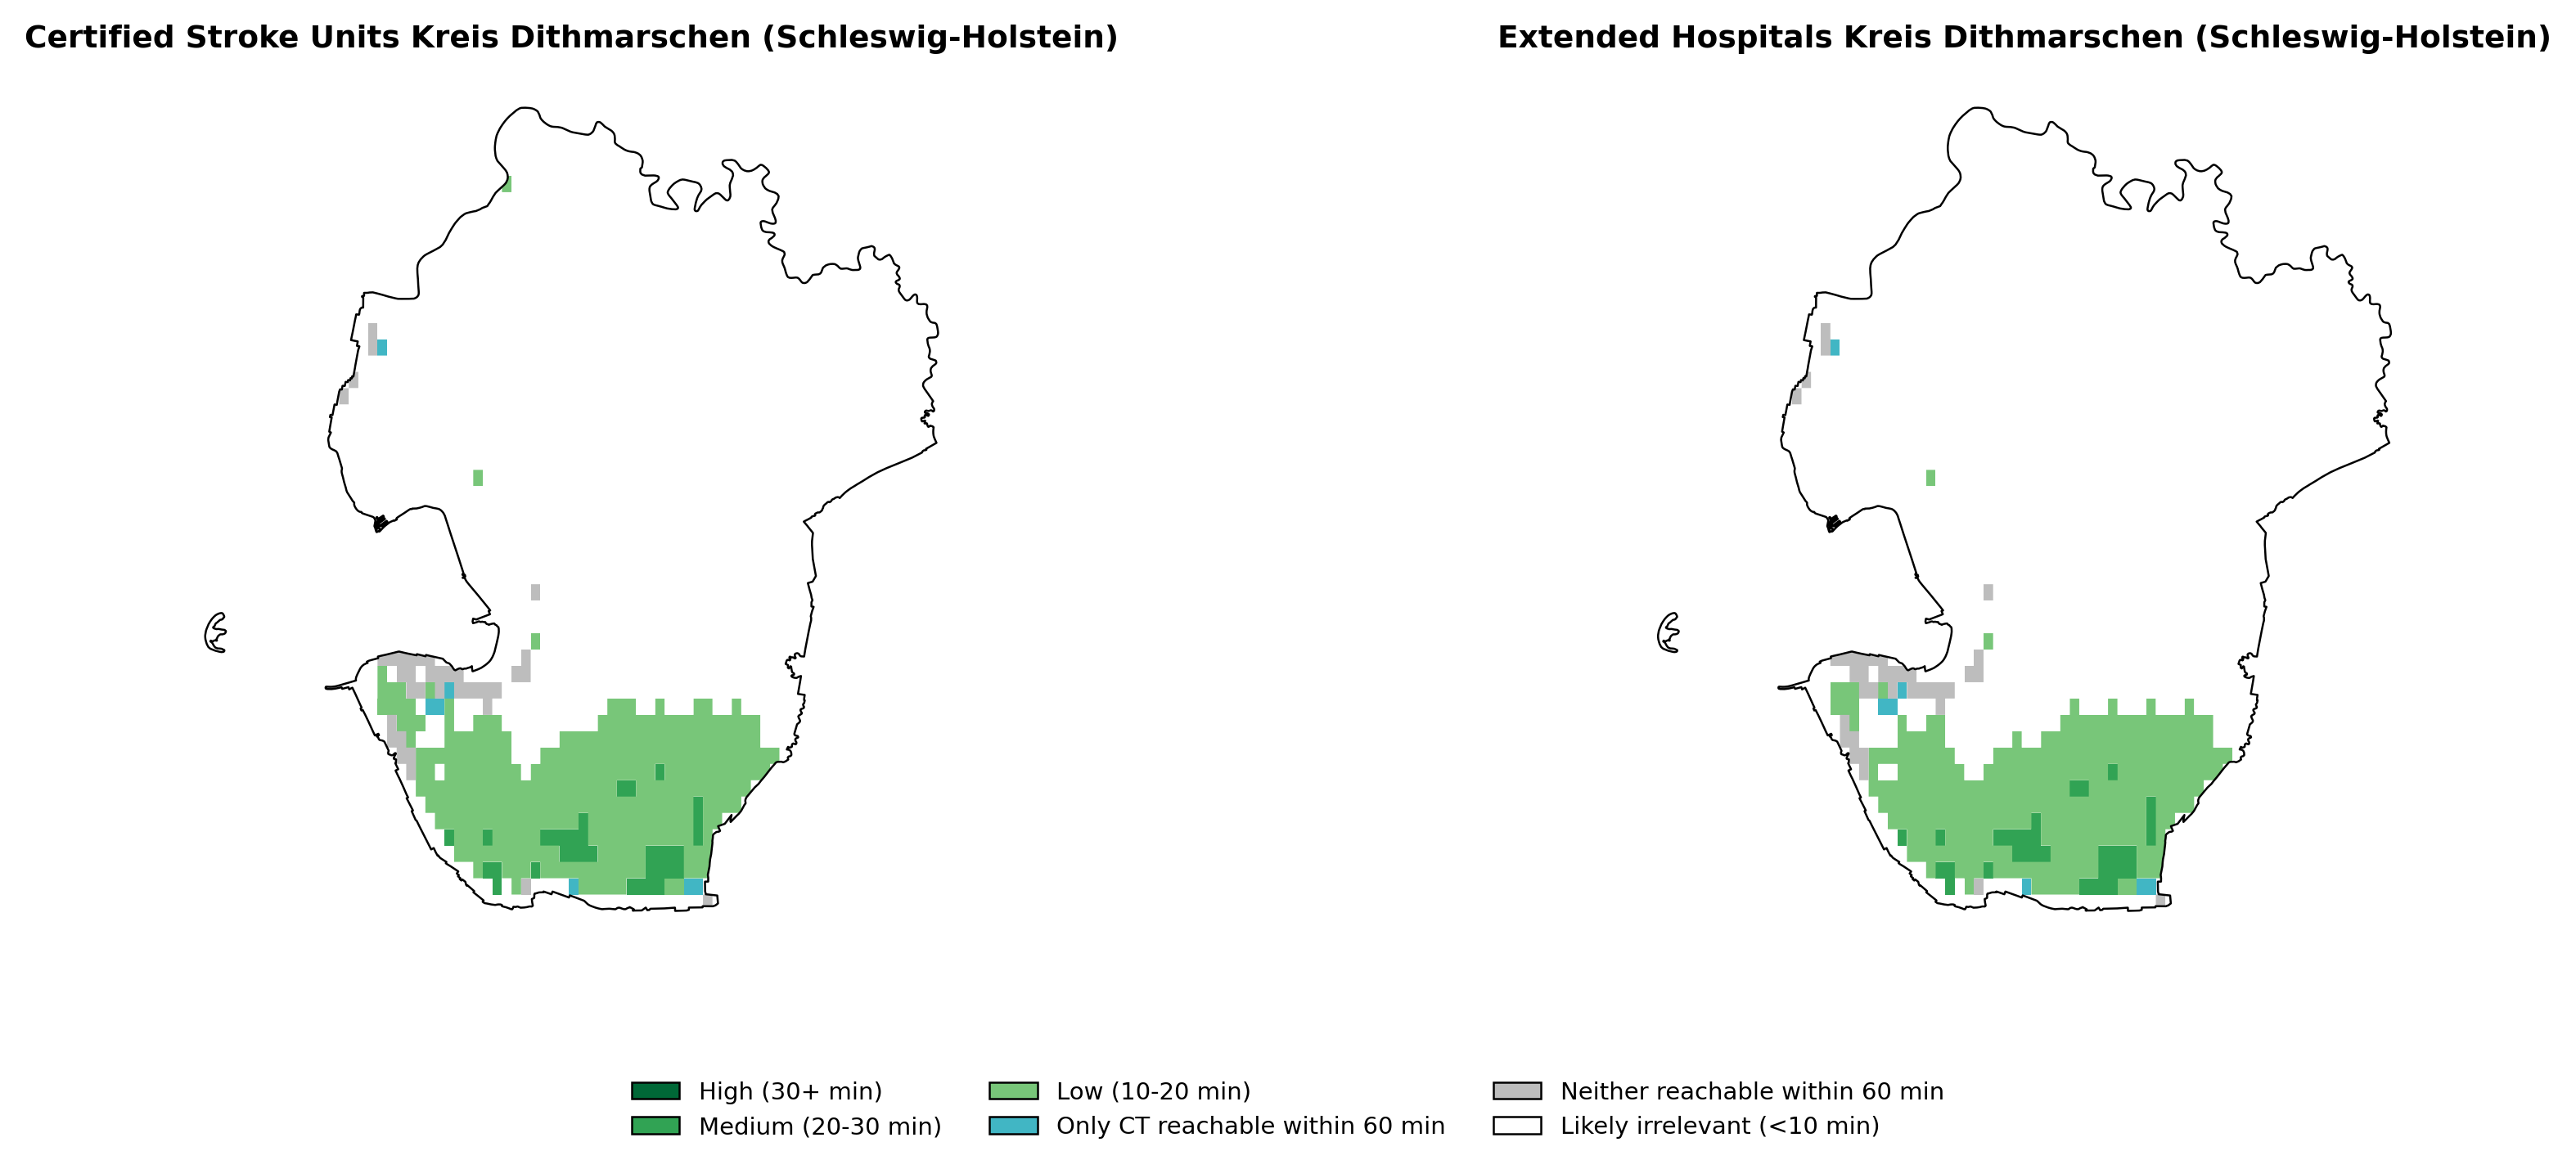 Certified Stroke Units Kreis Dithmarschen (Schleswig-Holstein)
Extended Hospitals Kreis Dithmarschen (Schleswig-Holstein)
High (30+ min)
Medium (20-30 min)
Low (10-20 min)
Only CT reachable within 60 min
Neither reachable within 60 min
Likely irrelevant (<10 min)